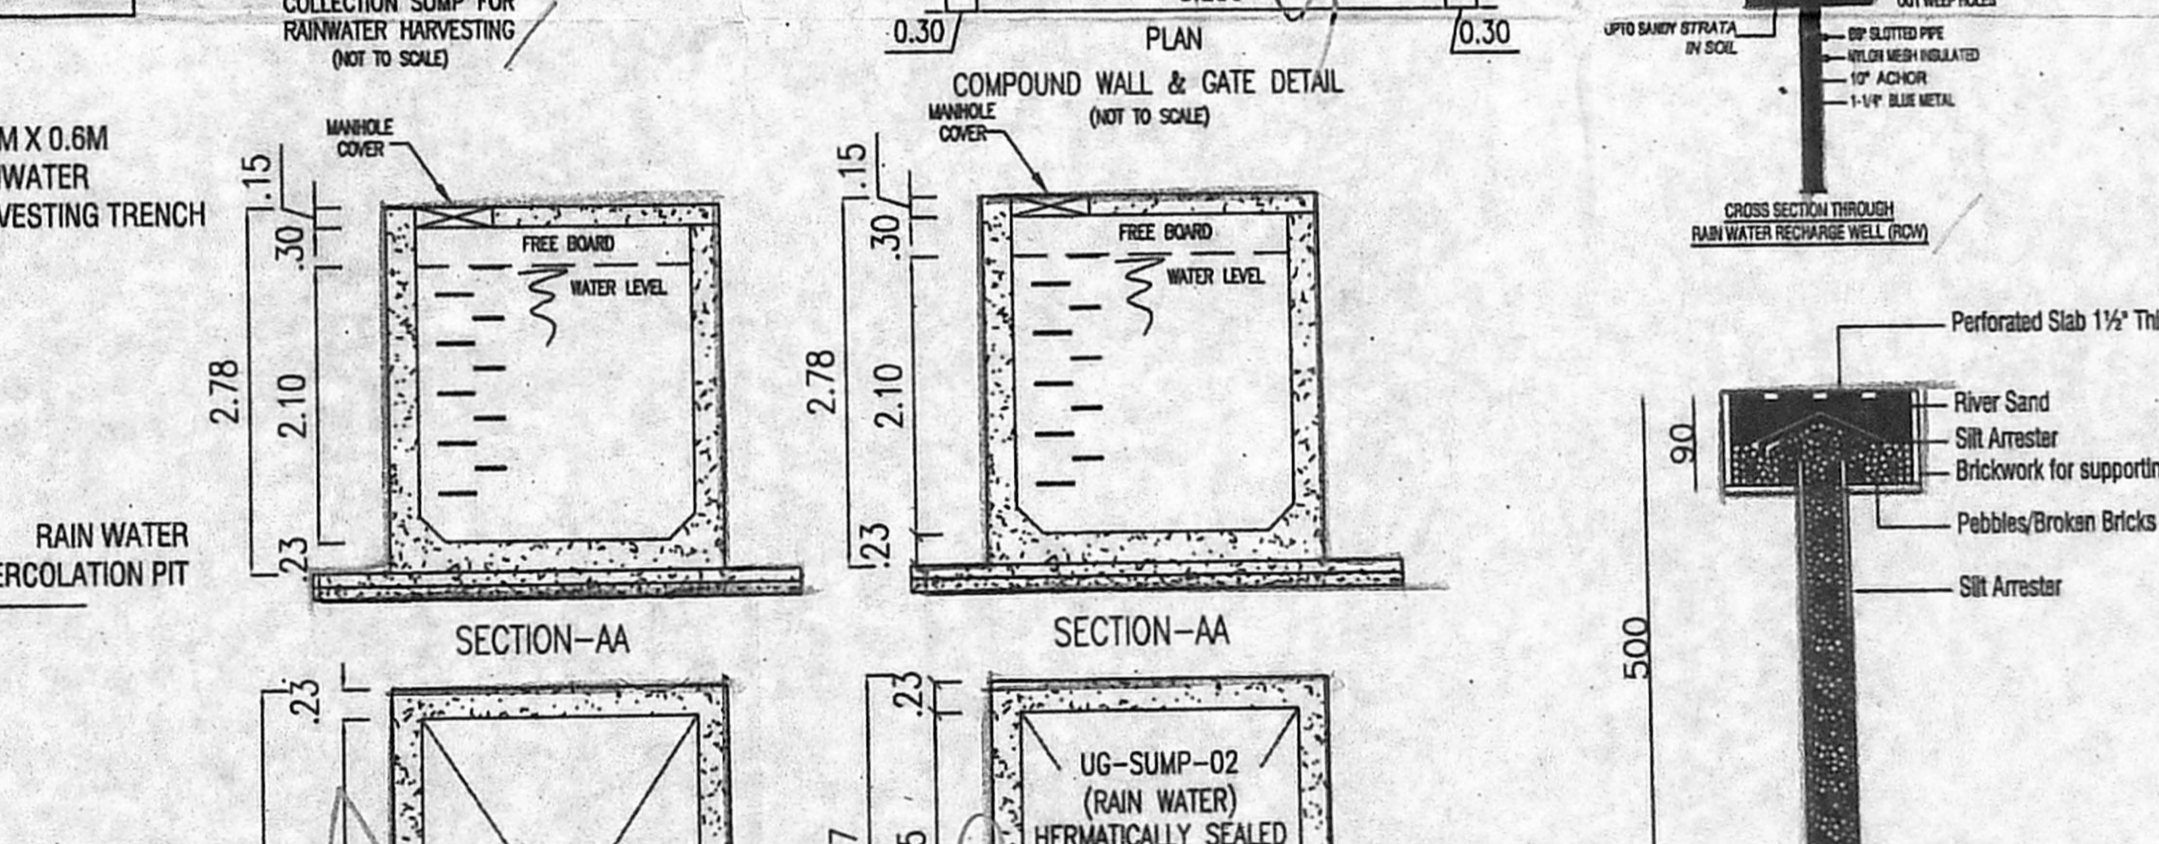 COLLECTION SUMP FOR
RAINWATER HARVESTING
(NOT TO SCALE)
0.30
PLAN
0.30
COMPOUND WALL & GATE DETAIL
(NOT TO SCALE)
UPTO SANDY STRATA
IN SOIL
SLOTTED PIPE
NYLON MESH INSULATED
10" ACHOR
1-1/4" BLUE METAL
CROSS SECTION THROUGH
RAIN WATER RECHARGE WELL (RCW)
M X 0.6M
WATER
VESTING TRENCH
MANHOLE
COVER
.15
.30
2.78
2.10
.23
FREE BOARD
WATER LEVEL
SECTION-AA
MANHOLE
COVER
.15
.30
2.78
2.10
.23
FREE BOARD
WATER LEVEL
SECTION-AA
RAIN WATER
ERCOLATION PIT
Perforated Slab 1½" Thi
River Sand
Silt Arrester
Brickwork for supportin
Pebbles/Broken Bricks
Silt Arrester
90
500
.23
.23
UG-SUMP-02
(RAIN WATER)
HERMATICALLY SEALED